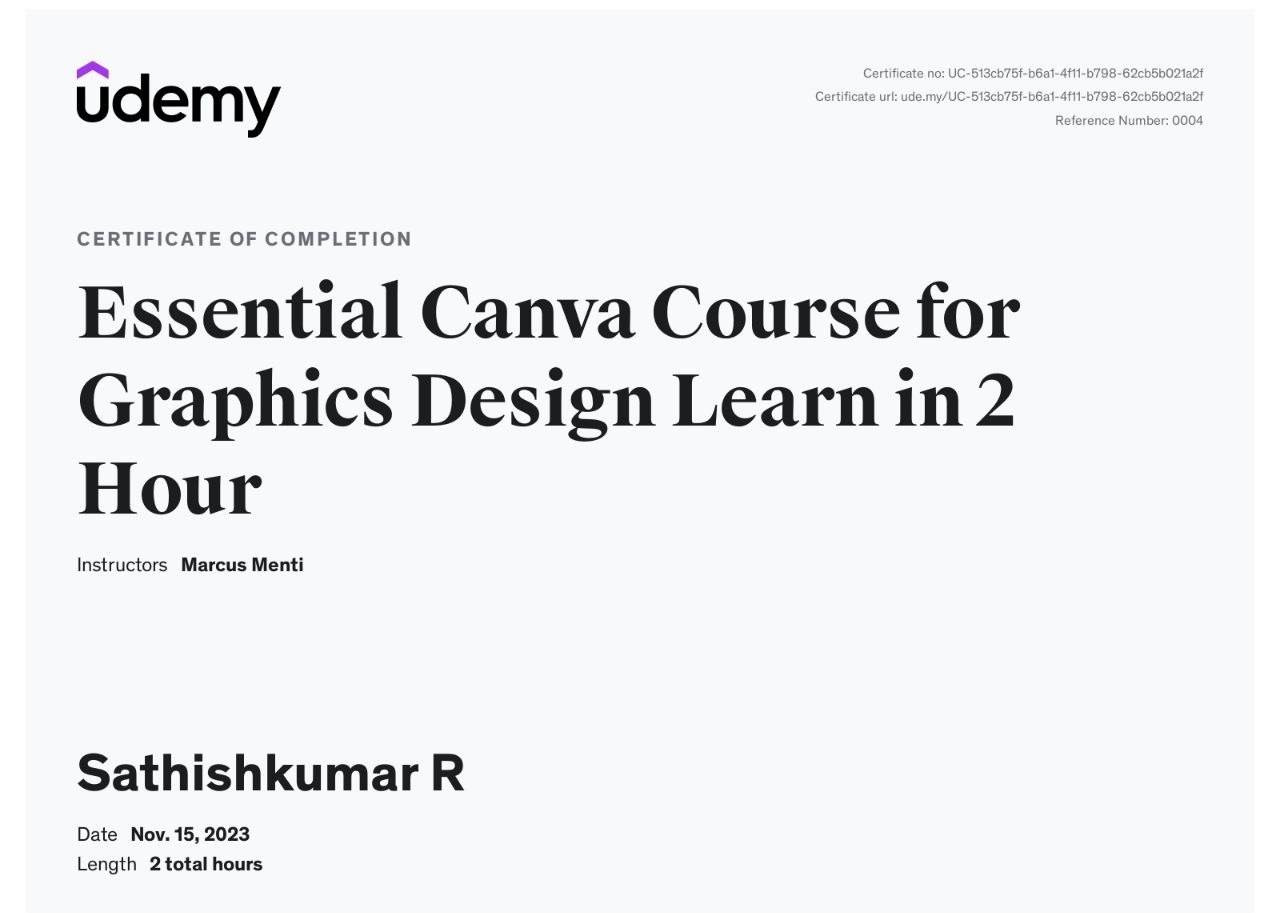 udemy
Certificate no: UC-513cb75f-b6a1-4f11-b798-62cb5b021a2f
Certificate url: ude.my/UC-513cb75f-b6a1-4f11-b798-62cb5b021a2f
Reference Number: 0004
CERTIFICATE OF COMPLETION
Essential Canva Course for
Graphics Design Learn in 2
Hour
Instructors Marcus Menti
Sathishkumar R
Date Nov. 15, 2023
Length 2 total hours